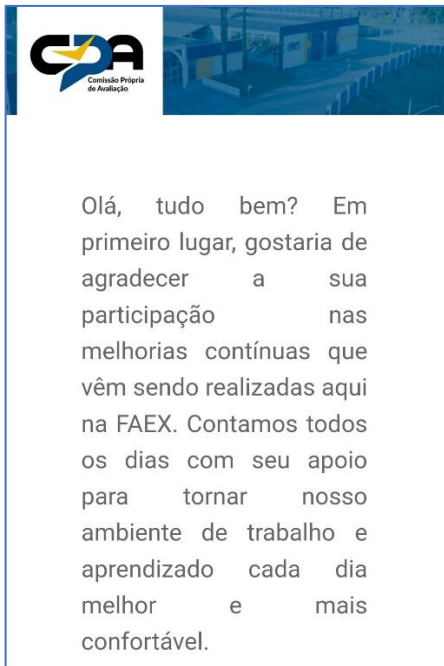 CPA
Comissão Própria
de Avaliação
Olá, tudo bem? Em
primeiro lugar, gostaria de
agradecer a sua
participação nas
melhorias contínuas que
vêm sendo realizadas aqui
na FAEX. Contamos todos
os dias com seu apoio
para tornar nosso
ambiente de trabalho e
aprendizado cada dia
melhor e mais
confortável.